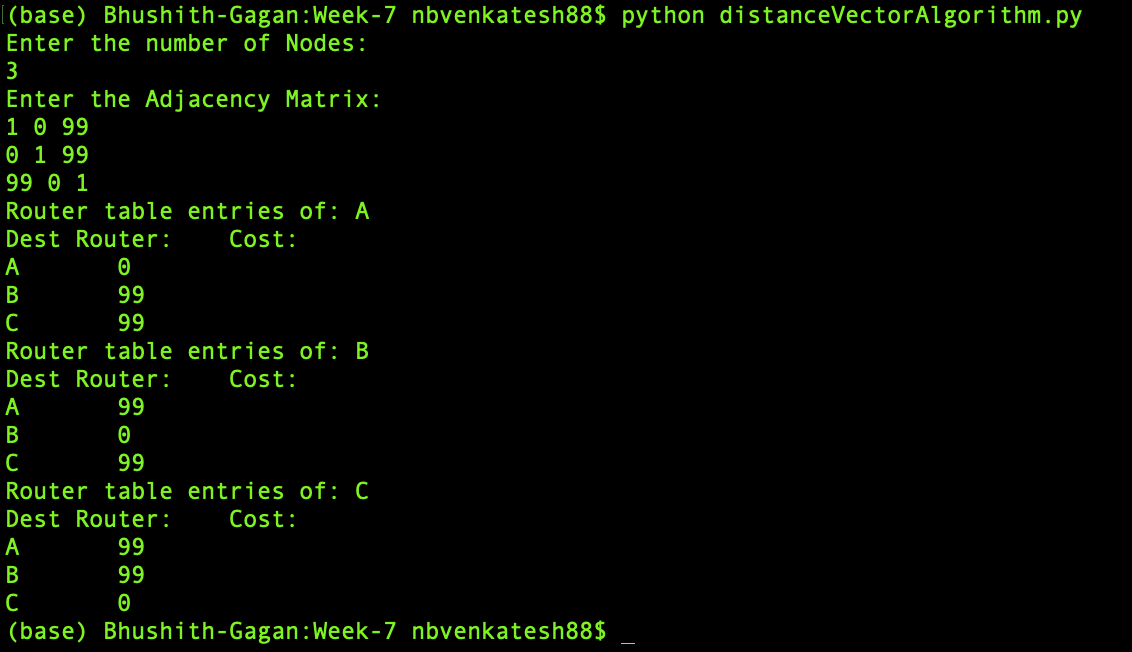 (base) Bhushith-Gagan:Week-7 nbvenkatesh88$ python distanceVectorAlgorithm.py
Enter the number of Nodes:
3
Enter the Adjacency Matrix:
1 0 99
0 1 99
99 0 1
Router table entries of: A
Dest Router:    Cost:
A       0
B       99
C       99
Router table entries of: B
Dest Router:    Cost:
A       99
B       0
C       99
Router table entries of: C
Dest Router:    Cost:
A       99
B       99
C       0
(base) Bhushith-Gagan:Week-7 nbvenkatesh88$ _